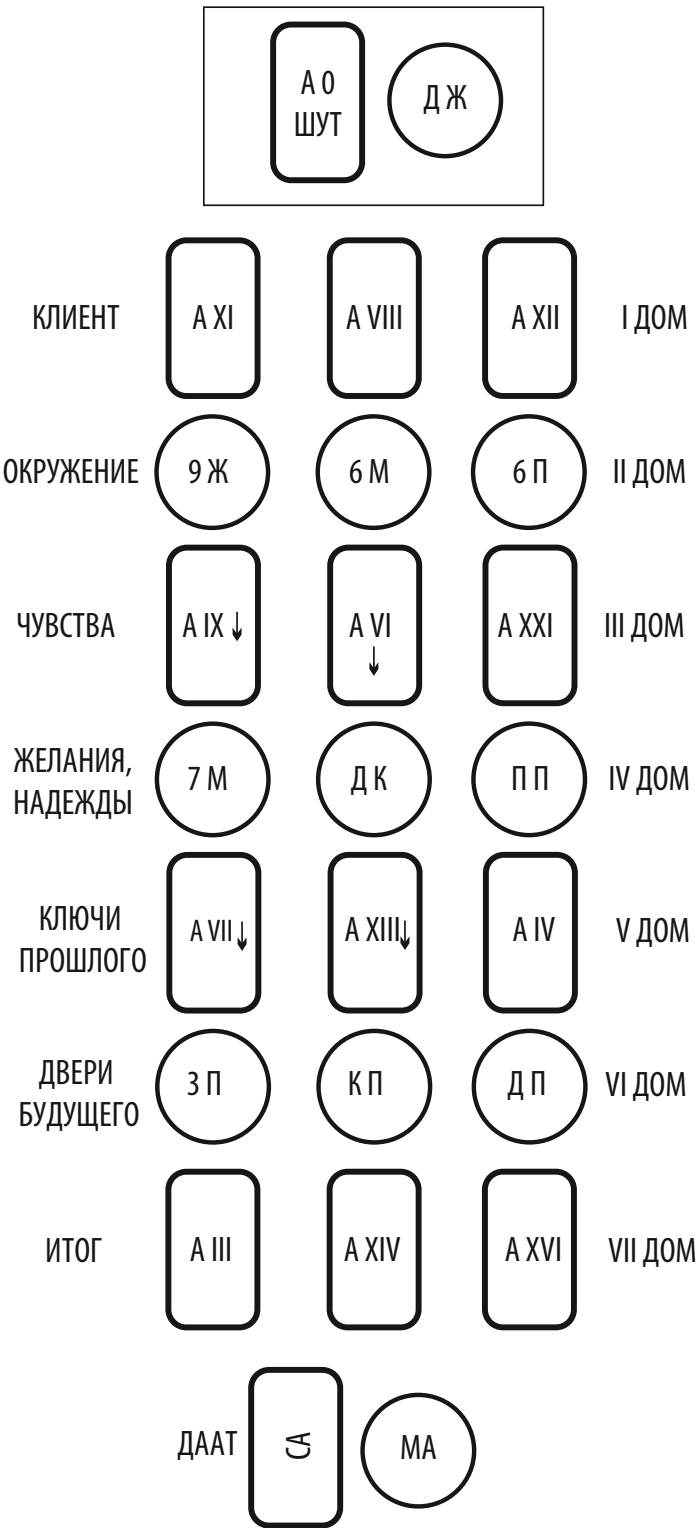 А 0
ШУТ
Д Ж
КЛИЕНТ А XI А VIII А XII I ДОМ
ОКРУЖЕНИЕ 9 Ж 6 М 6 П II ДОМ
ЧУВСТВА А IX ↓ А VI ↓ А XXI III ДОМ
ЖЕЛАНИЯ,
НАДЕЖДЫ
7 М Д К П П IV ДОМ
КЛЮЧИ
ПРОШЛОГО
А VII ↓ А XIII ↓ А IV V ДОМ
ДВЕРИ
БУДУЩЕГО
3 П К П Д П VI ДОМ
ИТОГ А III А XIV А XVI VII ДОМ
ДААТ СА МА